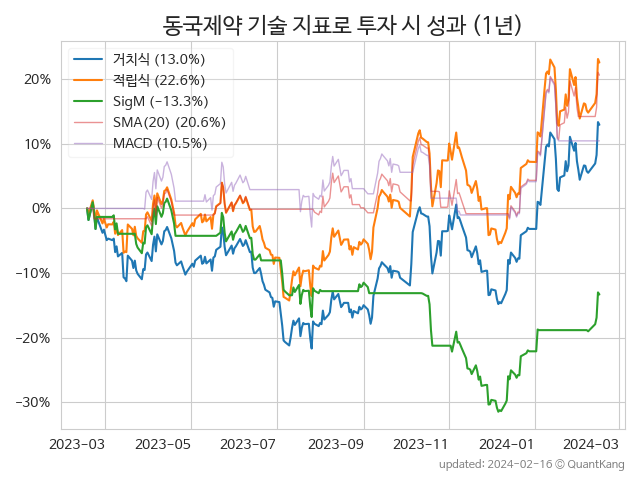 동국제약 기술 지표로 투자 시 성과 (1년)
거치식 (13.0%)
적립식 (22.6%)
SigM (−13.3%)
SMA(20) (20.6%)
MACD (10.5%)
20%
10%
0%
−10%
−20%
−30%
2023−03 2023−05 2023−07 2023−09 2023−11 2024−01 2024−03
updated: 2024-02-16 © QuantKang